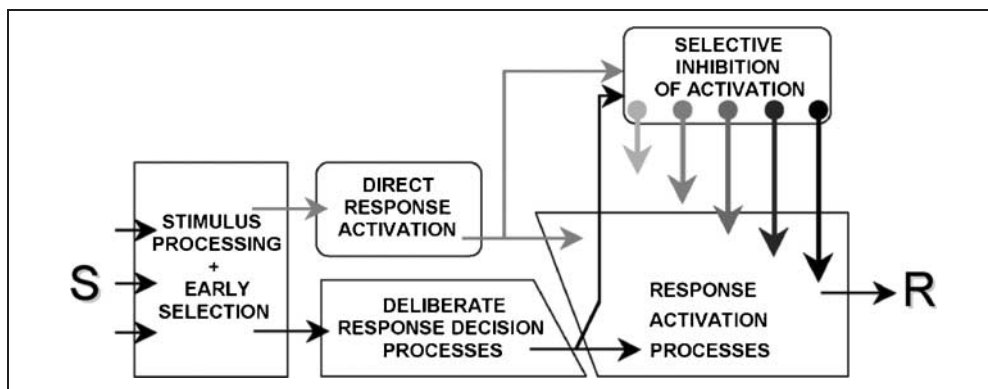 SELECTIVE
INHIBITION
OF ACTIVATION
DIRECT
RESPONSE
ACTIVATION
STIMULUS
PROCESSING
+
EARLY
SELECTION
S
DELIBERATE
RESPONSE DECISION
PROCESSES
RESPONSE
ACTIVATION
PROCESSES
R